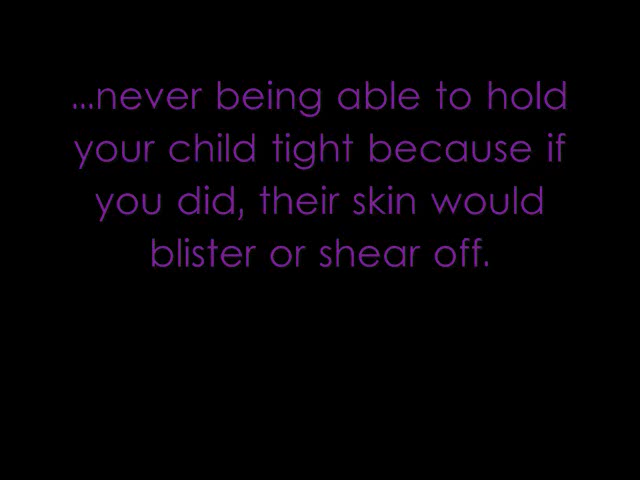 ...never being able to hold
your child tight because if
you did, their skin would
blister or shear off.